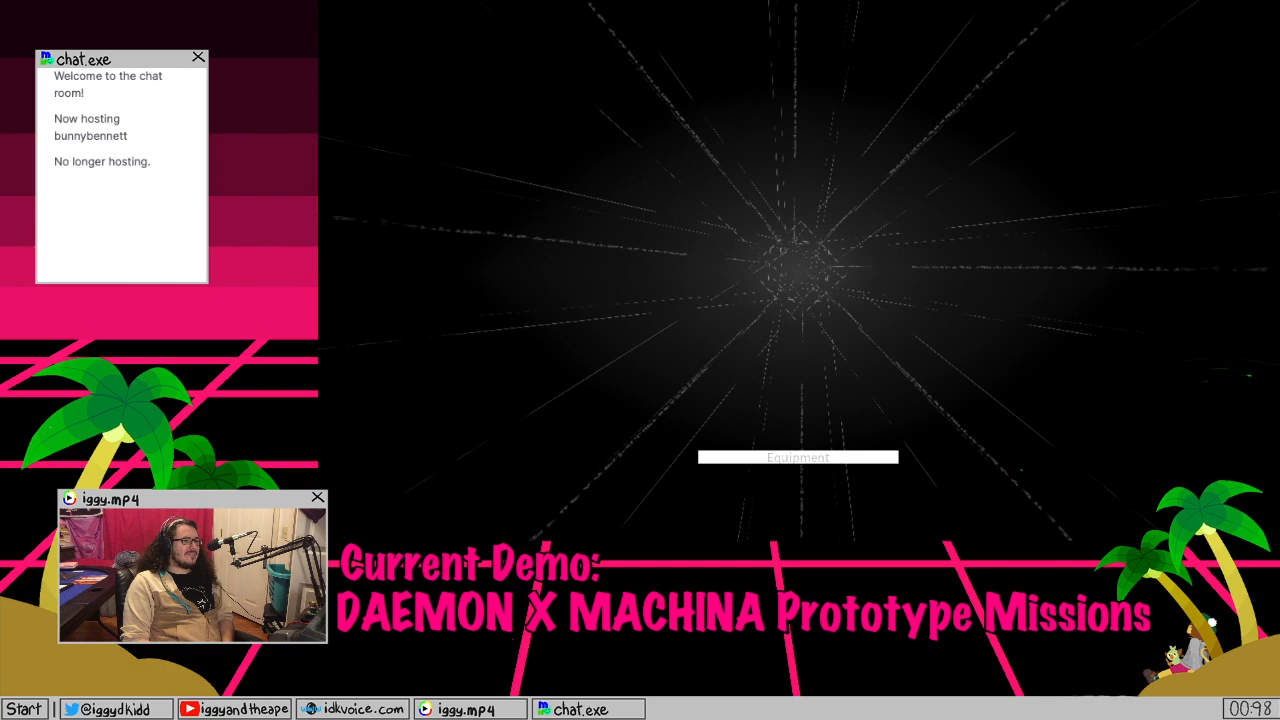 chat.exe
Welcome to the chat
room!
Now hosting
bunnybennett
No longer hosting.
Equipment
iggy.mp4
Current Demo:
DAEMON X MACHINA Prototype Missions
Start | @iggydkidd iggyandtheape idkvoice.com iggy.mp4 chat.exe 00:98